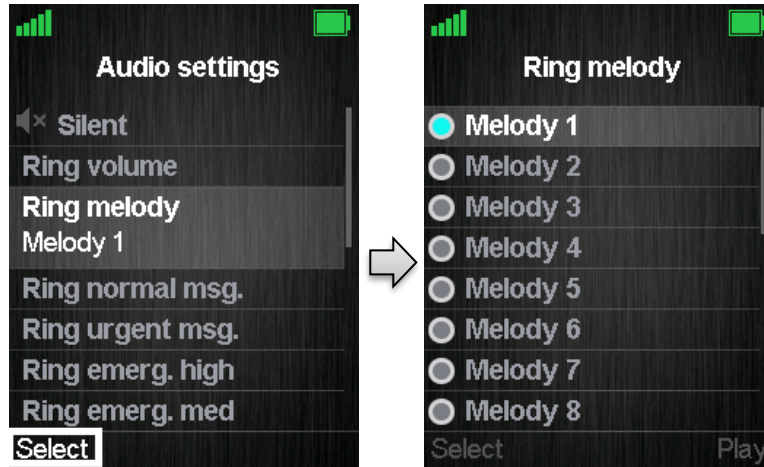 Audio settings
Silent
Ring volume
Ring melody
Melody 1
Ring normal msg.
Ring urgent msg.
Ring emerg. high
Ring emerg. med
Select
Ring melody
Melody 1
Melody 2
Melody 3
Melody 4
Melody 5
Melody 6
Melody 7
Melody 8
Select Play